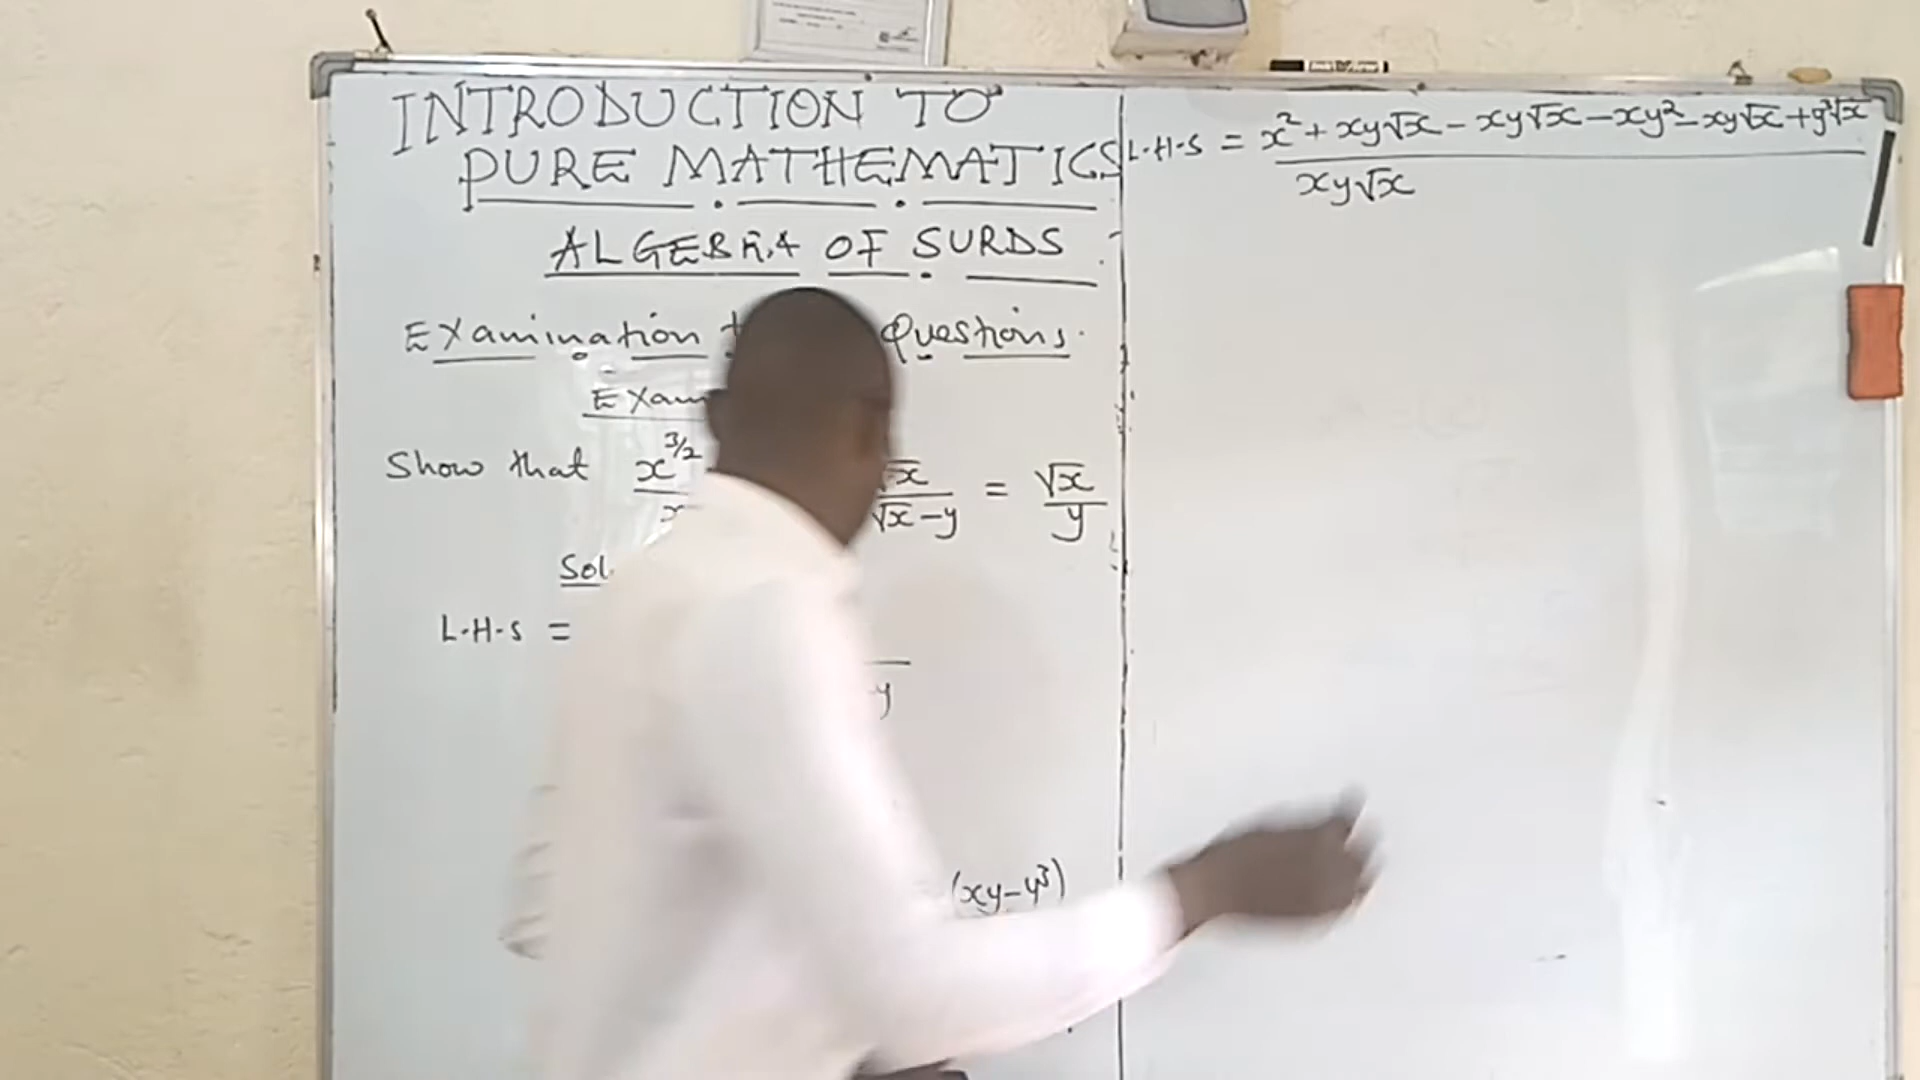 INTRODUCTION TO
PURE MATHEMATICS
ALGEBRA OF SURDS
Examination Questions.
Exam
Show that x^3/2 √x/√x-y = √x/y
Sol
L.H.S =
y
(xy-y³)
L.H.S = x²+xy√x-xy√x-xy²-xy√x+y³√x
xy√x